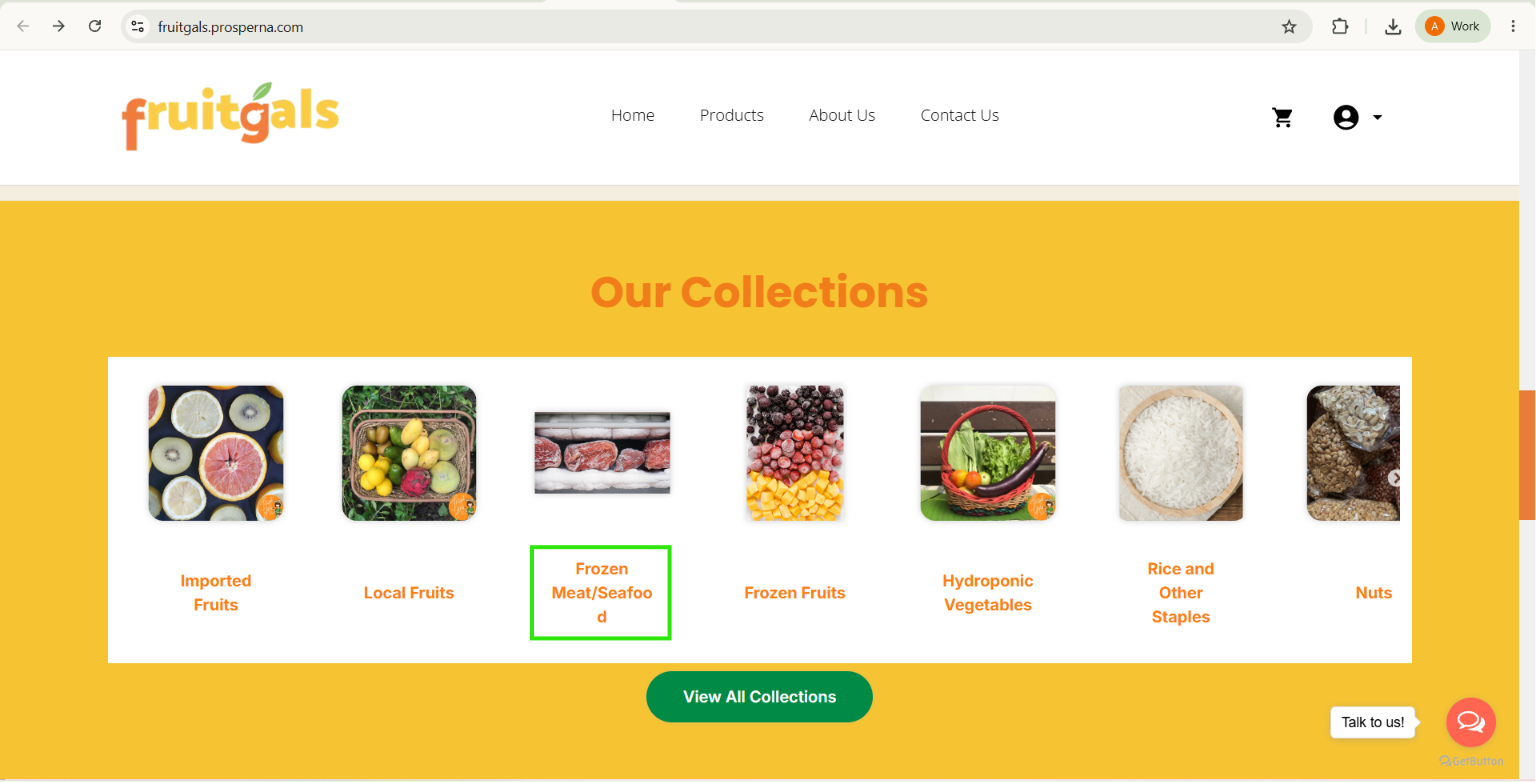 fruitgals.prosperna.com
A Work
fruitgals
Home Products About Us Contact Us
Our Collections
Imported
Fruits
Local Fruits
Frozen
Meat/Seafoo
d
Frozen Fruits
Hydroponic
Vegetables
Rice and
Other
Staples
Nuts
View All Collections
Talk to us!
GetButton